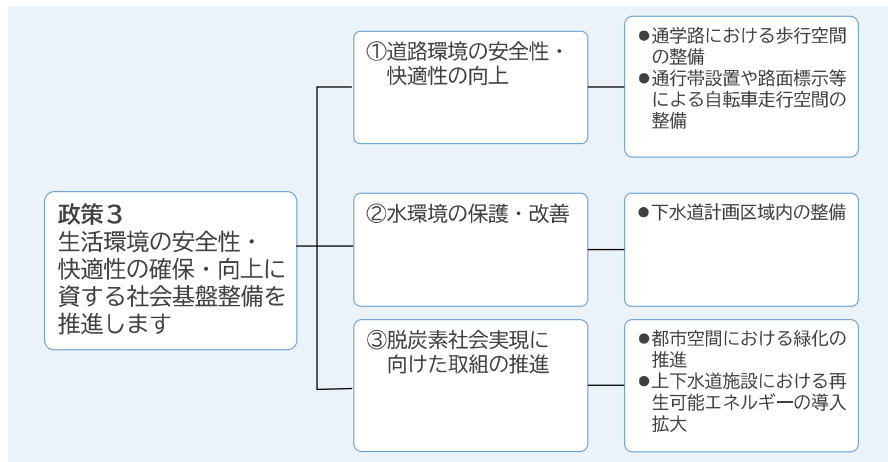 政策３
生活環境の安全性・
快適性の確保・向上に
資する社会基盤整備を
推進します
①道路環境の安全性・
快適性の向上
●通学路における歩行空間
の整備
●通行帯設置や路面標示等
による自転車走行空間の
整備
②水環境の保護・改善
●下水道計画区域内の整備
③脱炭素社会実現に
向けた取組の推進
●都市空間における緑化の
推進
●上下水道施設における再
生可能エネルギーの導入
拡大